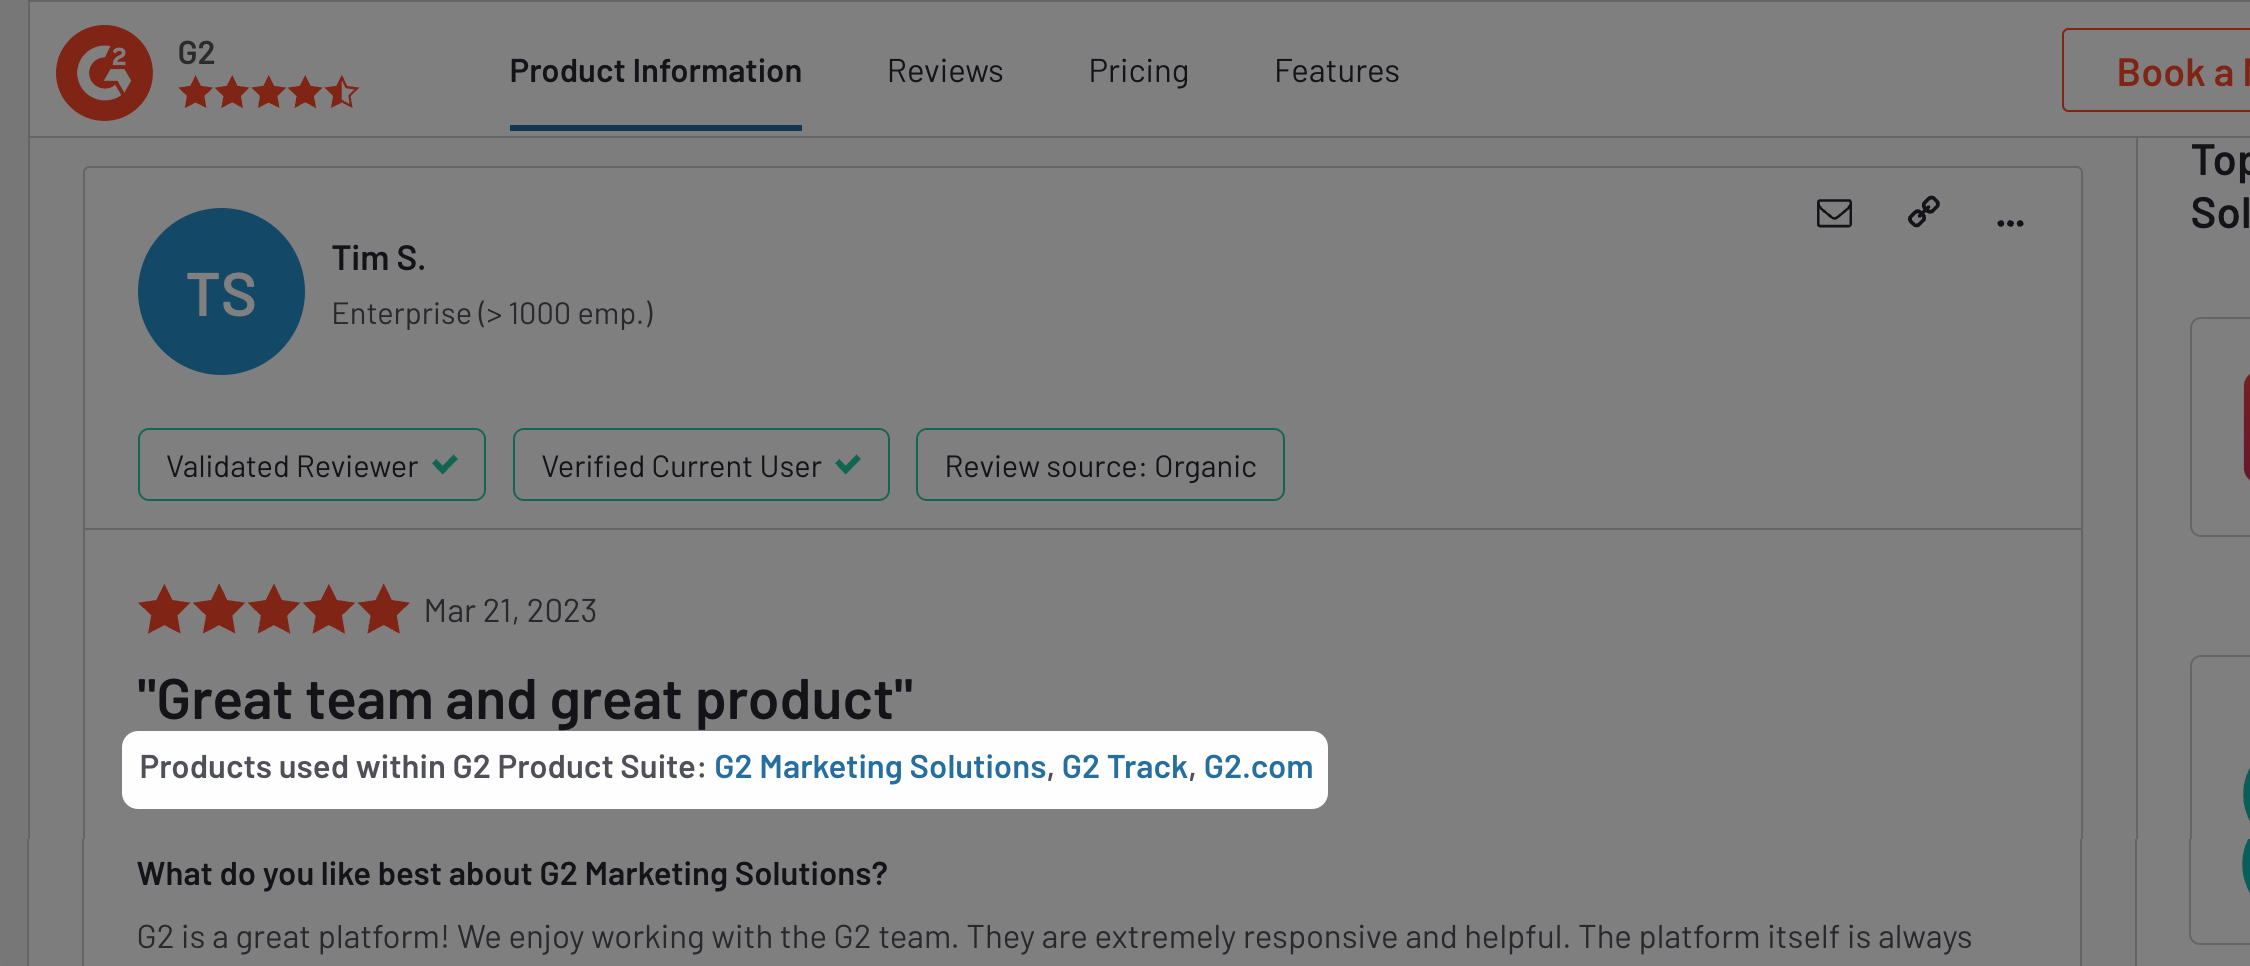 G2
Product Information
Reviews
Pricing
Features
Book a
Tim S.
Enterprise (> 1000 emp.)
TS
Validated Reviewer
Verified Current User
Review source: Organic
Mar 21, 2023
"Great team and great product"
Products used within G2 Product Suite: G2 Marketing Solutions, G2 Track, G2.com
What do you like best about G2 Marketing Solutions?
G2 is a great platform! We enjoy working with the G2 team. They are extremely responsive and helpful. The platform itself is always